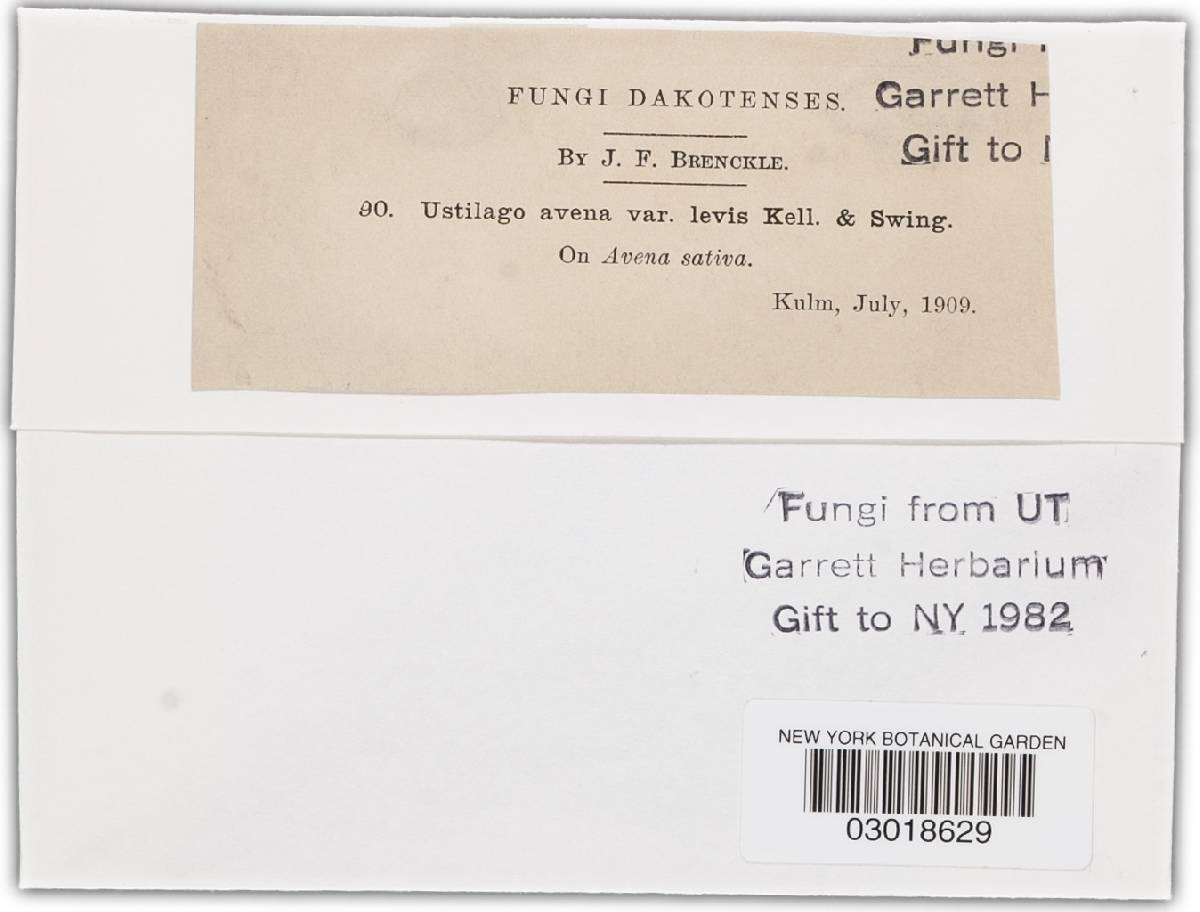 Fungi
FUNGI DAKOTENSES.
Garrett H
By J. F. Brenckle.
Gift to
90. Ustilago avena var. levis Kell. & Swing.
On Avena sativa.
Kulm, July, 1909.
Fungi from UT
Garrett Herbarium
Gift to NY 1982
NEW YORK BOTANICAL GARDEN
03018629